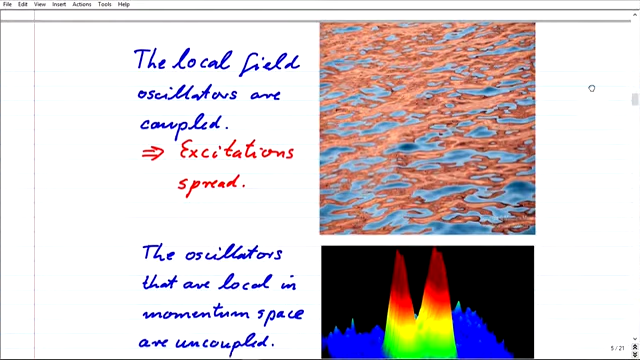 File Edit View Insert Actions Tools Help
The local field
oscillators are
coupled.
⇒ Excitations
spread.
The oscillators
that are local in
momentum space
are uncoupled.
5 / 21